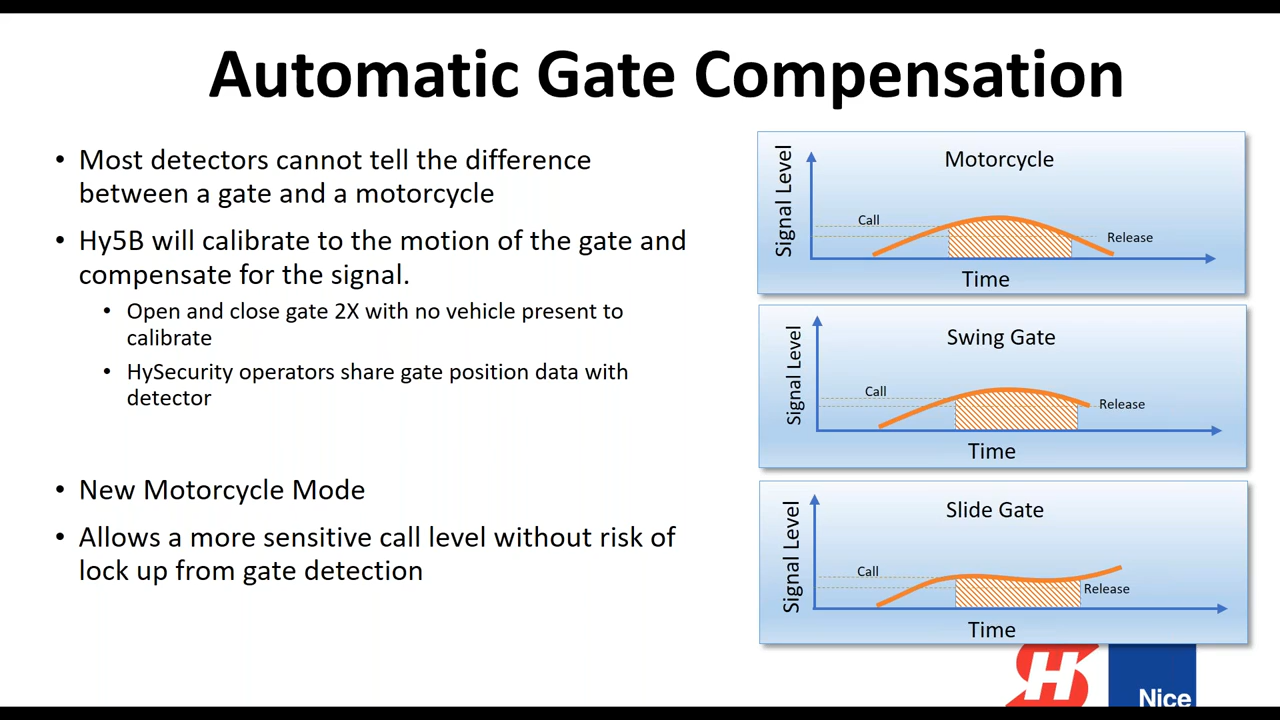 Automatic Gate Compensation
• Most detectors cannot tell the difference
between a gate and a motorcycle
• Hy5B will calibrate to the motion of the gate and
compensate for the signal.
• Open and close gate 2X with no vehicle present to
calibrate
• HySecurity operators share gate position data with
detector
• New Motorcycle Mode
• Allows a more sensitive call level without risk of
lock up from gate detection
Motorcycle
Signal Level
Call
Release
Time
Swing Gate
Signal Level
Call
Release
Time
Slide Gate
Signal Level
Call
Release
Time
H
Nice